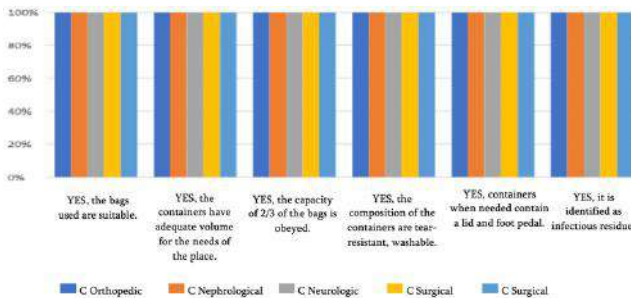 100%
80%
60%
40%
20%
0%
YES, the bags
used are suitable.
YES, the
containers have
adequate volume
for the needs of
the place.
YES, the capacity
of 2/3 of the bags is
obeyed.
YES, the
composition of the
containers are tear-
resistant, washable.
YES, containers
when needed contain
a lid and foot pedal.
YES, it is
identified as
infectious residue
C Orthopedic
C Nephrological
C Neurologic
C Surgical
C Surgical